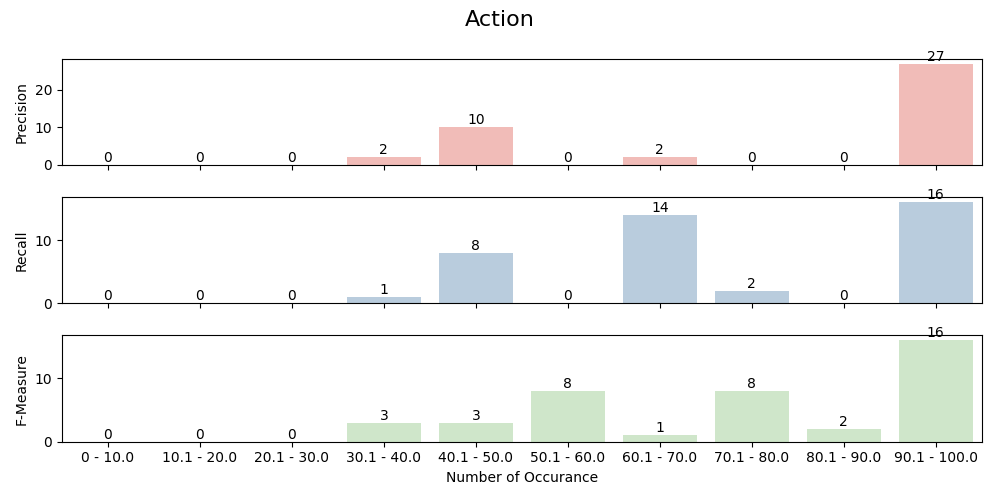 Action
Precision
20
10
0
0 0 0 2 10 0 2 0 0 27
Recall
10
0
0 0 0 1 8 0 14 2 0 16
F-Measure
10
0
0 0 0 3 3 8 1 8 2 16
0 - 10.0 10.1 - 20.0 20.1 - 30.0 30.1 - 40.0 40.1 - 50.0 50.1 - 60.0 60.1 - 70.0 70.1 - 80.0 80.1 - 90.0 90.1 - 100.0
Number of Occurance